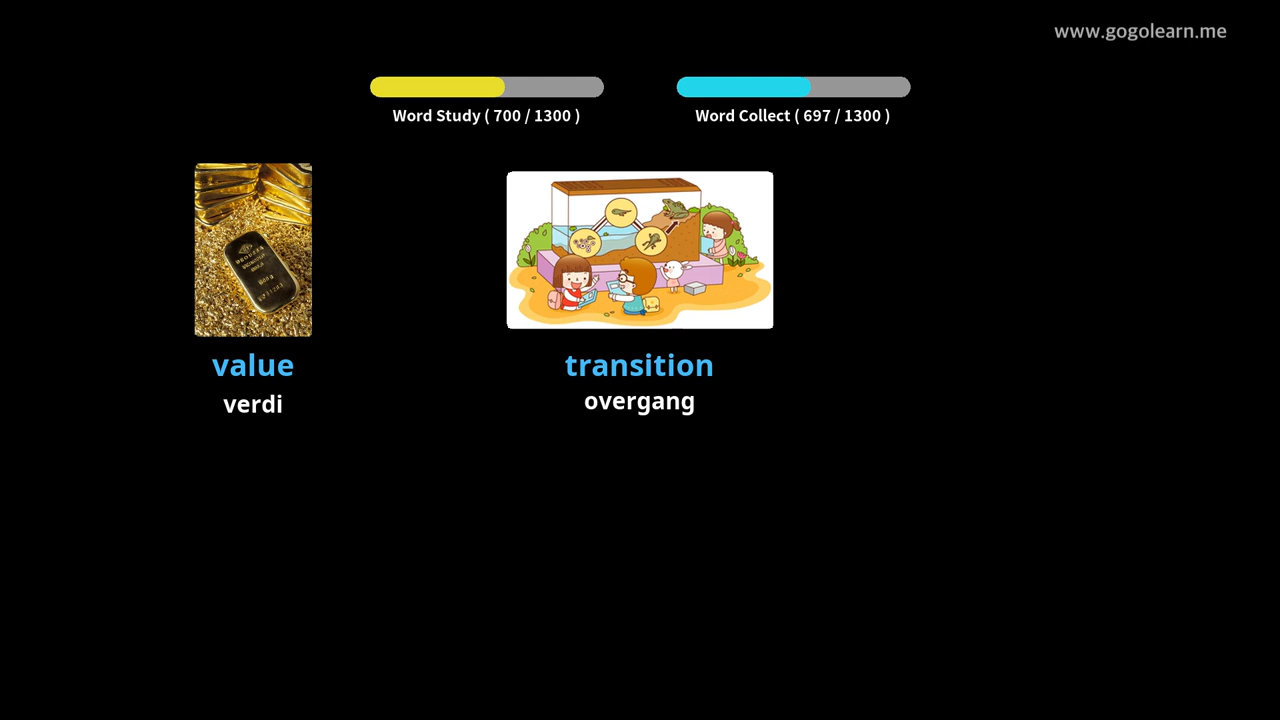 www.gogolearn.me
Word Study ( 700 / 1300 )
Word Collect ( 697 / 1300 )
value
verdi
transition
overgang